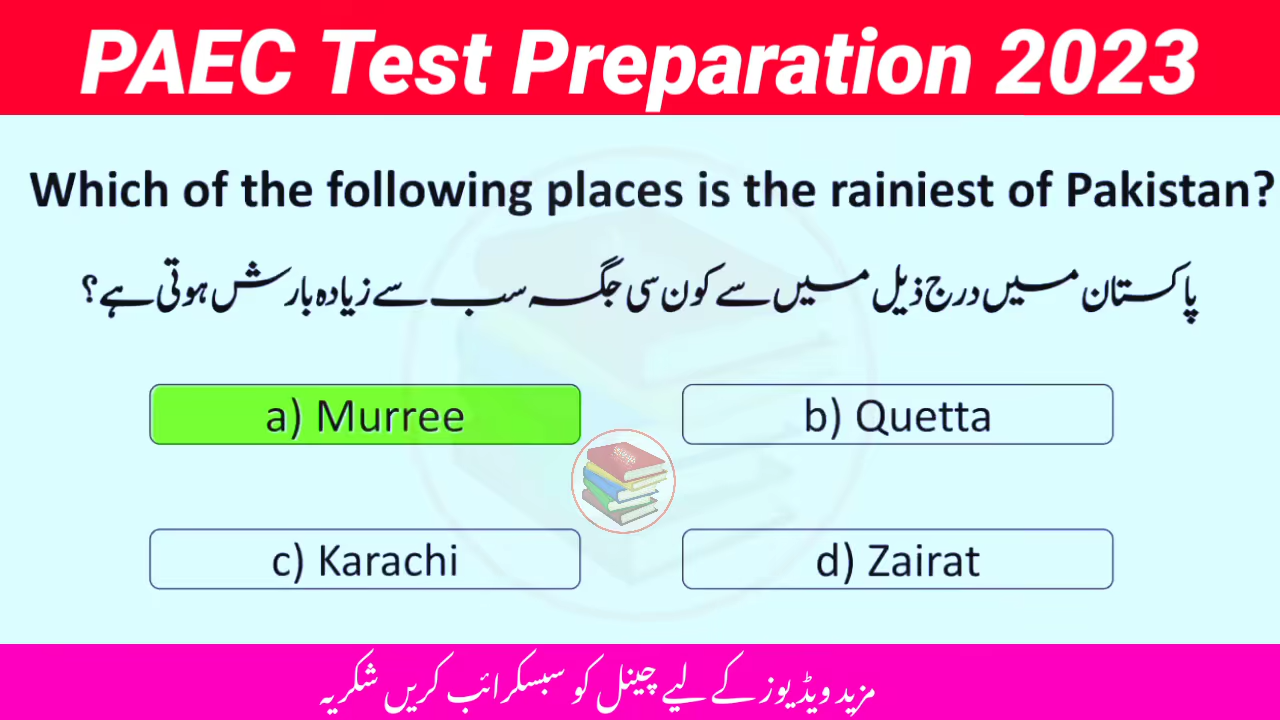 PAEC Test Preparation 2023
Which of the following places is the rainiest of Pakistan?
پاکستان میں درج ذیل میں سے کون سی جگہ سب سے زیادہ بارش ہوتی ہے؟
a) Murree
b) Quetta
c) Karachi
d) Zairat
مزید ویڈیوز کے لیے چینل کو سبسکرائب کریں شکریہ